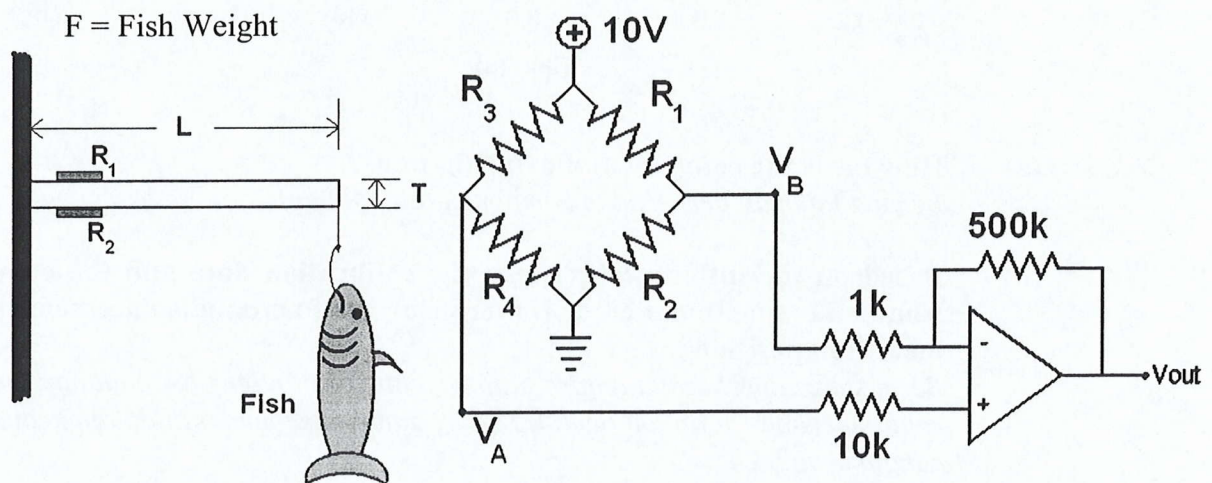 F = Fish Weight
10V
R3
R1
L
R1
T
R2
VB
R4
R2
500k
1k
-
+
10k
Vout
Fish
VA